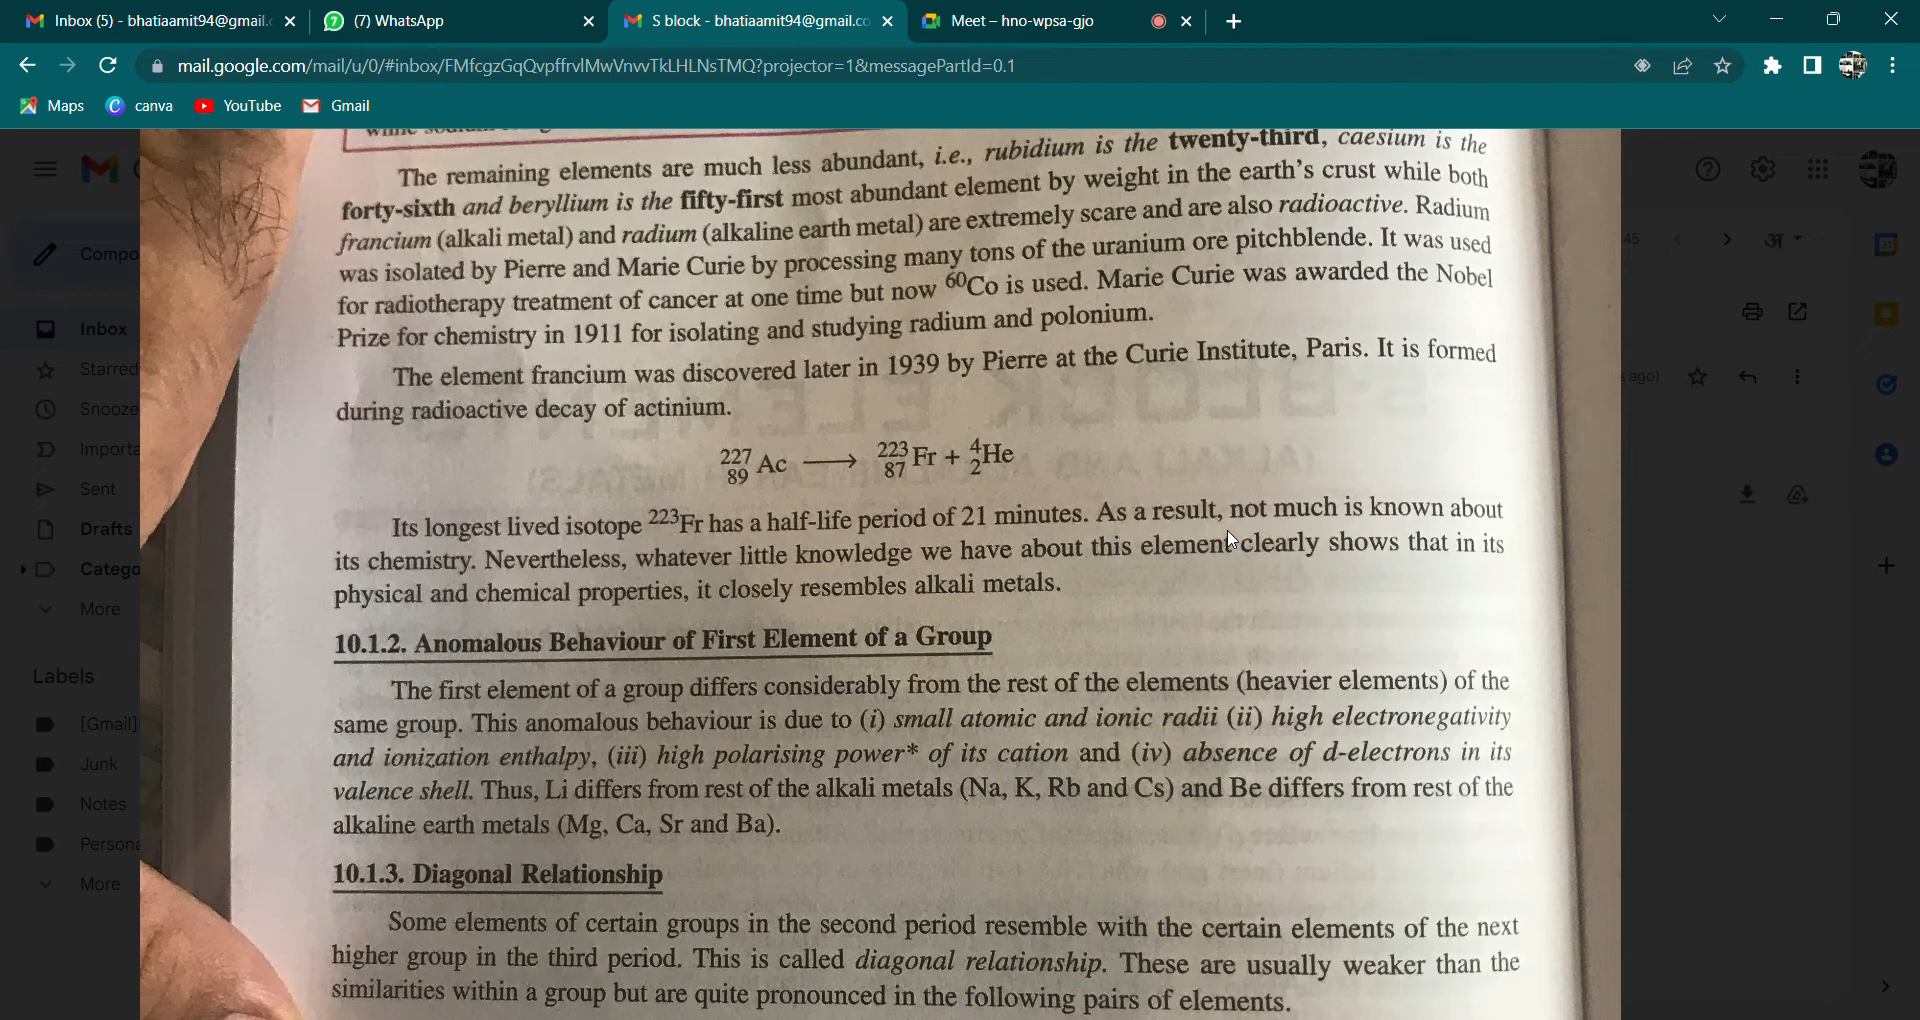 Inbox (5) - bhatiaamit94@gmail.c
(7) WhatsApp
S block - bhatiaamit94@gmail.co
Meet – hno-wpsa-gjo
mail.google.com/mail/u/0/#inbox/FMfcgzGqQvpffrvlMwVnvvTkLHLNsTMQ?projector=1&messagePartId=0.1
Maps
canva
YouTube
Gmail
The remaining elements are much less abundant, i.e., rubidium is the twenty-third, caesium is the
forty-sixth and beryllium is the fifty-first most abundant element by weight in the earth's crust while both
francium (alkali metal) and radium (alkaline earth metal) are extremely scare and are also radioactive. Radium
was isolated by Pierre and Marie Curie by processing many tons of the uranium ore pitchblende. It was used
for radiotherapy treatment of cancer at one time but now 60Co is used. Marie Curie was awarded the Nobel
Prize for chemistry in 1911 for isolating and studying radium and polonium.
The element francium was discovered later in 1939 by Pierre at the Curie Institute, Paris. It is formed
during radioactive decay of actinium.
227 89 Ac ⟶ 223 87 Fr + 4 2 He
Its longest lived isotope 223Fr has a half-life period of 21 minutes. As a result, not much is known about
its chemistry. Nevertheless, whatever little knowledge we have about this element clearly shows that in its
physical and chemical properties, it closely resembles alkali metals.
10.1.2. Anomalous Behaviour of First Element of a Group
The first element of a group differs considerably from the rest of the elements (heavier elements) of the
same group. This anomalous behaviour is due to (i) small atomic and ionic radii (ii) high electronegativity
and ionization enthalpy, (iii) high polarising power* of its cation and (iv) absence of d-electrons in its
valence shell. Thus, Li differs from rest of the alkali metals (Na, K, Rb and Cs) and Be differs from rest of the
alkaline earth metals (Mg, Ca, Sr and Ba).
10.1.3. Diagonal Relationship
Some elements of certain groups in the second period resemble with the certain elements of the next
higher group in the third period. This is called diagonal relationship. These are usually weaker than the
similarities within a group but are quite pronounced in the following pairs of elements.
Compo
Inbox
Starred
Snooze
Importa
Sent
Drafts
Catego
More
Labels
[Gmail]
Junk
Notes
Persona
More
45
अ
s ago)